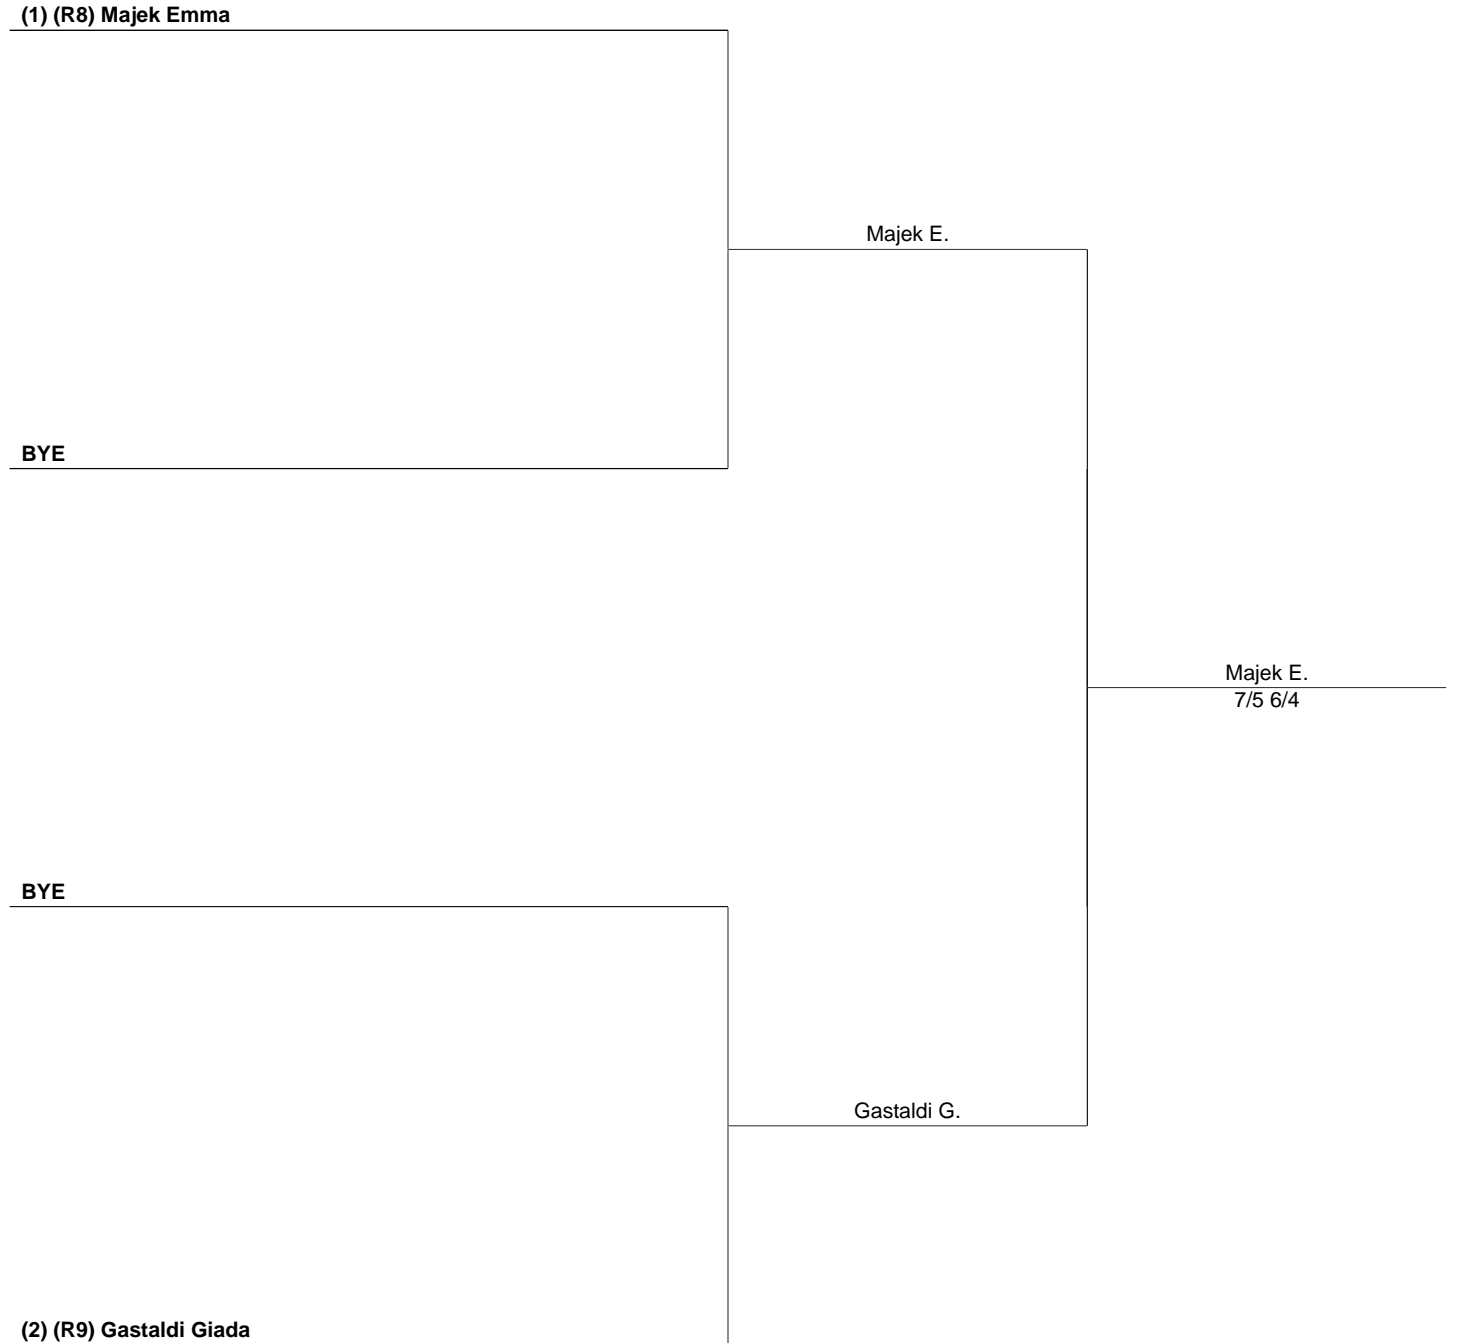 (1) (R8) Majek Emma
Majek E.
BYE
Majek E.
7/5 6/4
BYE
Gastaldi G.
(2) (R9) Gastaldi Giada